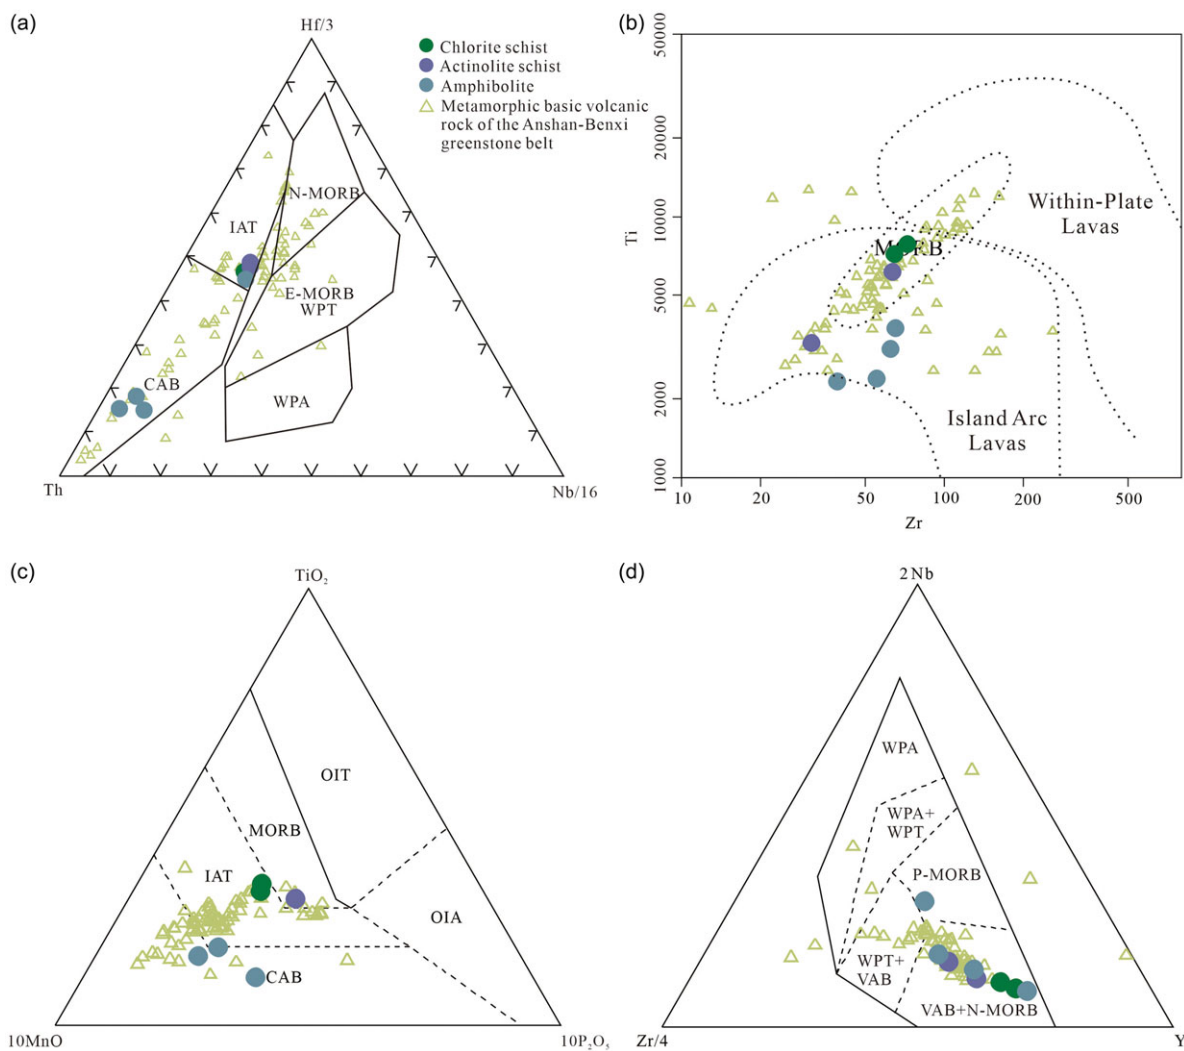 (a)
Hf/3
Chlorite schist
Actinolite schist
Amphibolite
Metamorphic basic volcanic
rock of the Anshan-Benxi
greenstone belt
N-MORB
IAT
E-MORB
WPT
CAB
WPA
Th
Nb/16
(b)
50000
20000
10000
5000
2000
1000
Ti
Within-Plate
Lavas
MORB
Island Arc
Lavas
10
20
50
100
200
500
Zr
(c)
TiO₂
OIT
MORB
IAT
OIA
CAB
10MnO
10P₂O₅
(d)
2Nb
WPA
WPA+
WPT
P-MORB
WPT+
VAB
VAB+N-MORB
Zr/4
Y